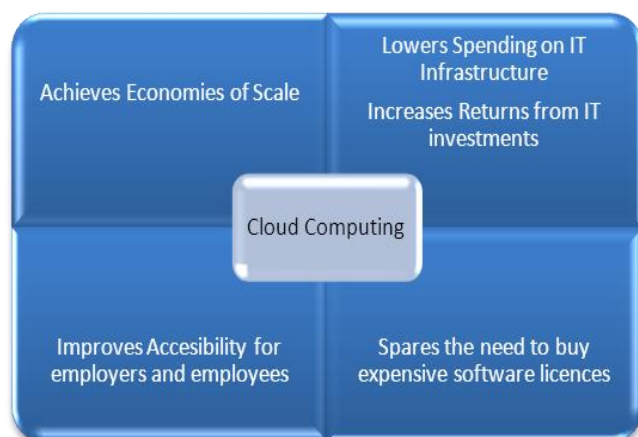 Achieves Economies of Scale
Lowers Spending on IT
Infrastructure
Increases Returns from IT
investments
Cloud Computing
Improves Accesibility for
employers and employees
Spares the need to buy
expensive software licences